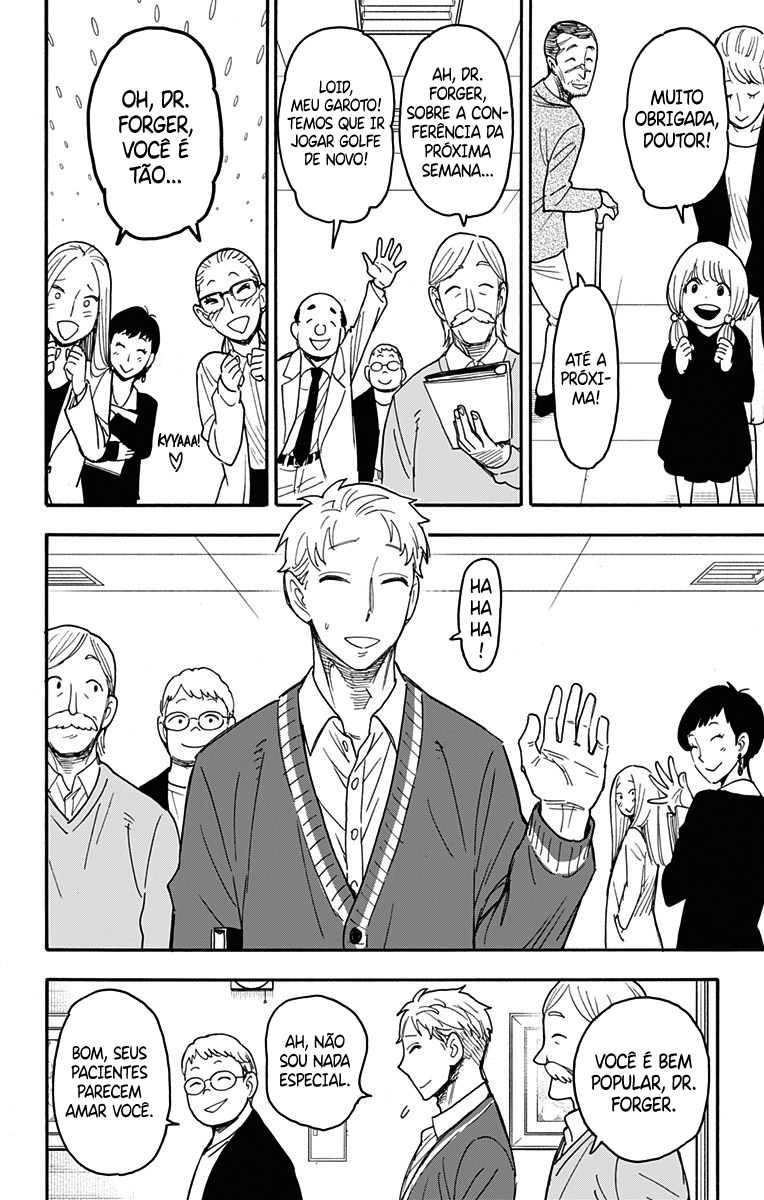 MUITO
OBRIGADA,
DOUTOR!
ATÉ A
PRÓXI-
MA!
AH, DR.
FORGER,
SOBRE A CON-
FERÊNCIA DA
PRÓXIMA
SEMANA...
LOID,
MEU GAROTO!
TEMOS QUE IR
JOGAR GOLFE
DE NOVO!
OH, DR.
FORGER,
VOCÊ É
TÃO...
KYYAAA!
HA
HA
HA
!
VOCÊ É BEM
POPULAR, DR.
FORGER.
AH, NÃO
SOU NADA
ESPECIAL.
BOM, SEUS
PACIENTES
PARECEM
AMAR VOCÊ.